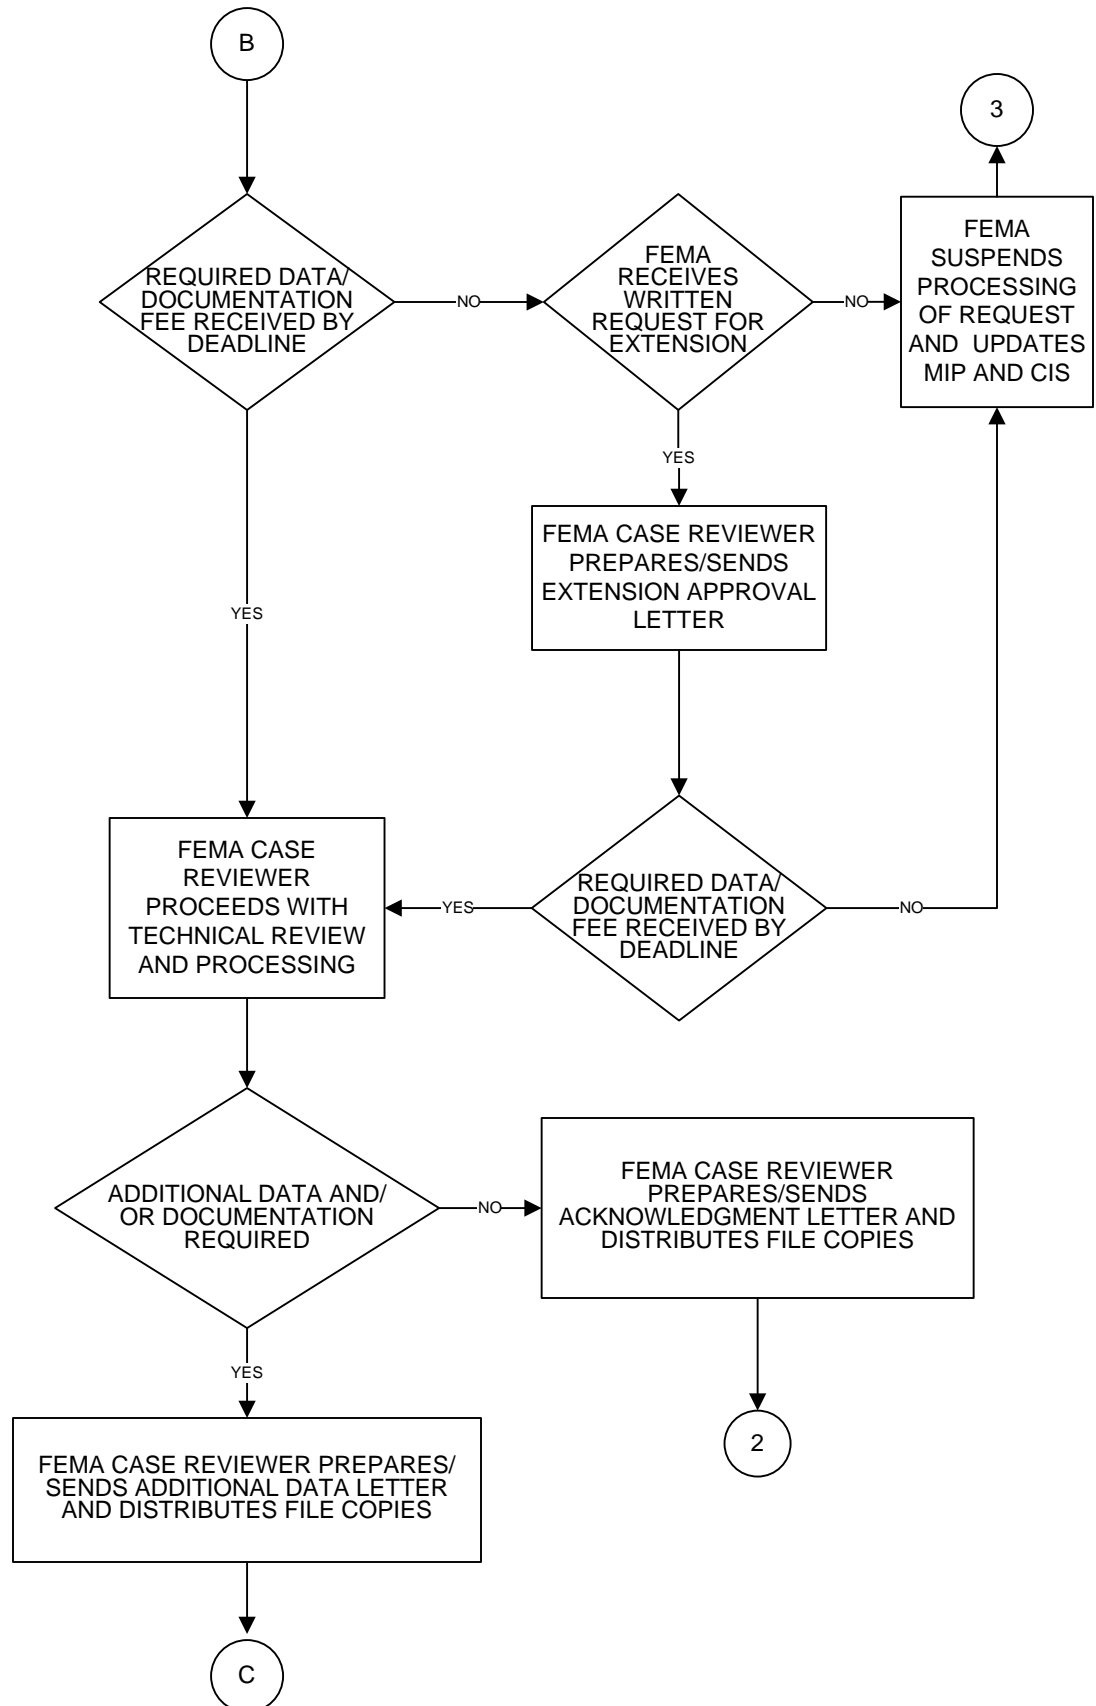 B
3
REQUIRED DATA/
DOCUMENTATION
FEE RECEIVED BY
DEADLINE
NO
FEMA
RECEIVES
WRITTEN
REQUEST FOR
EXTENSION
NO
FEMA
SUSPENDS
PROCESSING
OF REQUEST
AND UPDATES
MIP AND CIS
YES
FEMA CASE REVIEWER
PREPARES/SENDS
EXTENSION APPROVAL
LETTER
YES
FEMA CASE
REVIEWER
PROCEEDS WITH
TECHNICAL REVIEW
AND PROCESSING
YES
REQUIRED DATA/
DOCUMENTATION
FEE RECEIVED BY
DEADLINE
NO
ADDITIONAL DATA AND/
OR DOCUMENTATION
REQUIRED
NO
FEMA CASE REVIEWER
PREPARES/SENDS
ACKNOWLEDGMENT LETTER AND
DISTRIBUTES FILE COPIES
YES
2
FEMA CASE REVIEWER PREPARES/
SENDS ADDITIONAL DATA LETTER
AND DISTRIBUTES FILE COPIES
C